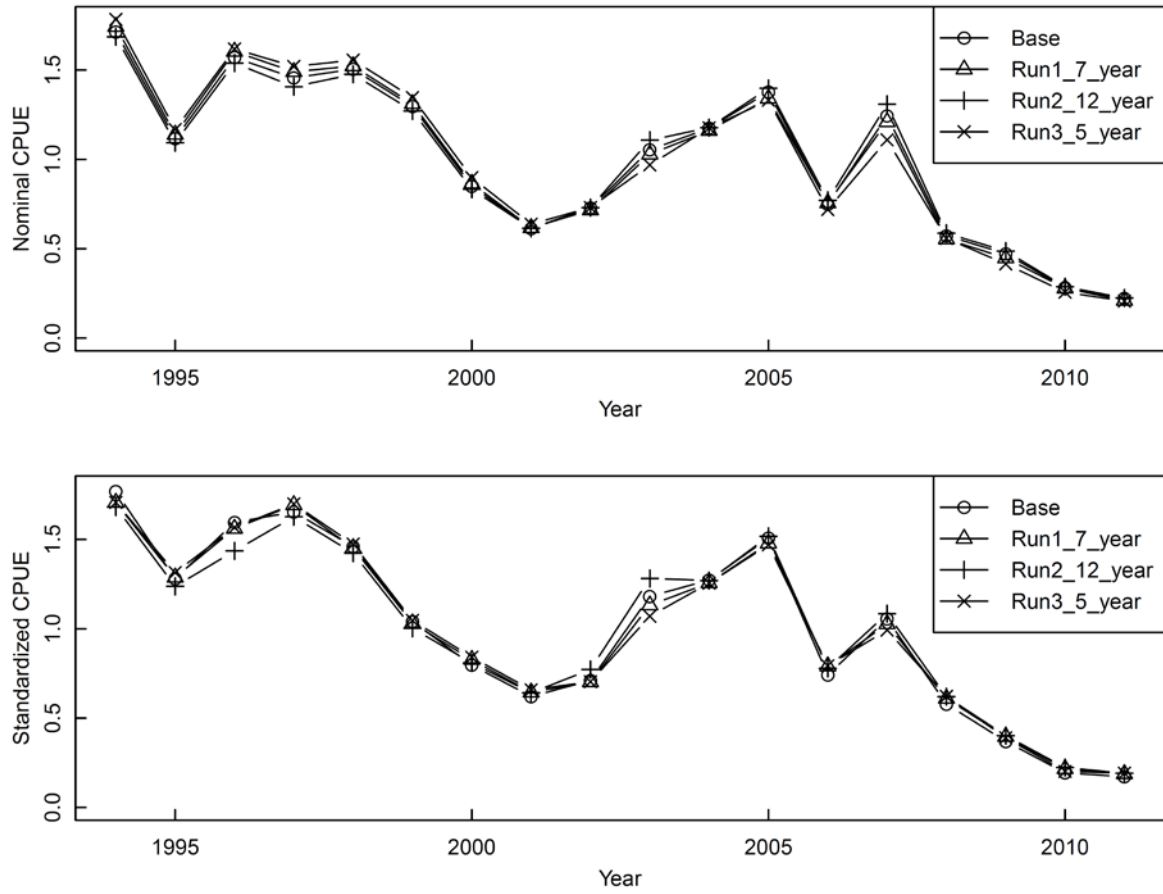 Nominal CPUE
0.0
0.5
1.0
1.5
Base
Run1_7_year
Run2_12_year
Run3_5_year
1995
2000
2005
2010
Year
Standardized CPUE
0.0
0.5
1.0
1.5
Base
Run1_7_year
Run2_12_year
Run3_5_year
1995
2000
2005
2010
Year